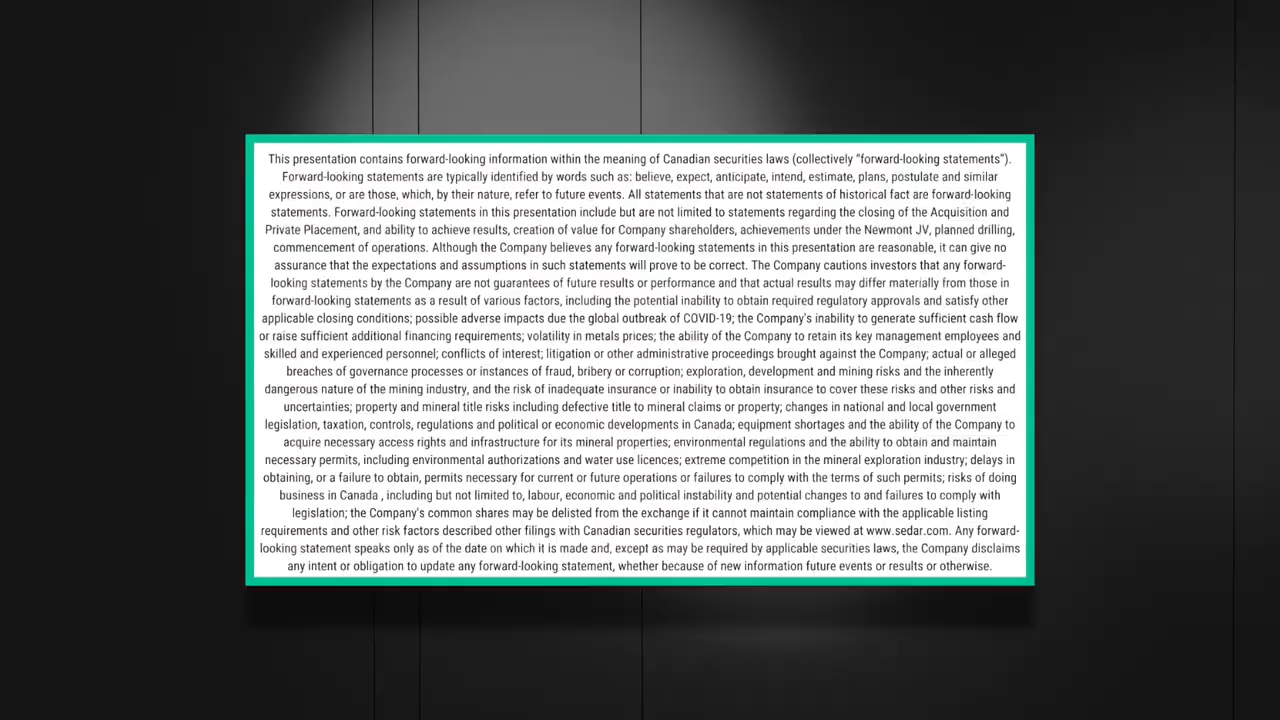 This presentation contains forward-looking information within the meaning of Canadian securities laws (collectively “forward-looking statements”).
Forward-looking statements are typically identified by words such as: believe, expect, anticipate, intend, estimate, plans, postulate and similar
expressions, or are those, which, by their nature, refer to future events. All statements that are not statements of historical fact are forward-looking
statements. Forward-looking statements in this presentation include but are not limited to statements regarding the closing of the Acquisition and
Private Placement, and ability to achieve results, creation of value for Company shareholders, achievements under the Newmont JV, planned drilling,
commencement of operations. Although the Company believes any forward-looking statements in this presentation are reasonable, it can give no
assurance that the expectations and assumptions in such statements will prove to be correct. The Company cautions investors that any forward-
looking statements by the Company are not guarantees of future results or performance and that actual results may differ materially from those in
forward-looking statements as a result of various factors, including the potential inability to obtain required regulatory approvals and satisfy other
applicable closing conditions; possible adverse impacts due the global outbreak of COVID-19; the Company's inability to generate sufficient cash flow
or raise sufficient additional financing requirements; volatility in metals prices; the ability of the Company to retain its key management employees and
skilled and experienced personnel; conflicts of interest; litigation or other administrative proceedings brought against the Company; actual or alleged
breaches of governance processes or instances of fraud, bribery or corruption; exploration, development and mining risks and the inherently
dangerous nature of the mining industry, and the risk of inadequate insurance or inability to obtain insurance to cover these risks and other risks and
uncertainties; property and mineral title risks including defective title to mineral claims or property; changes in national and local government
legislation, taxation, controls, regulations and political or economic developments in Canada; equipment shortages and the ability of the Company to
acquire necessary access rights and infrastructure for its mineral properties; environmental regulations and the ability to obtain and maintain
necessary permits, including environmental authorizations and water use licences; extreme competition in the mineral exploration industry; delays in
obtaining, or a failure to obtain, permits necessary for current or future operations or failures to comply with the terms of such permits; risks of doing
business in Canada , including but not limited to, labour, economic and political instability and potential changes to and failures to comply with
legislation; the Company's common shares may be delisted from the exchange if it cannot maintain compliance with the applicable listing
requirements and other risk factors described other filings with Canadian securities regulators, which may be viewed at www.sedar.com. Any forward-
looking statement speaks only as of the date on which it is made and, except as may be required by applicable securities laws, the Company disclaims
any intent or obligation to update any forward-looking statement, whether because of new information future events or results or otherwise.